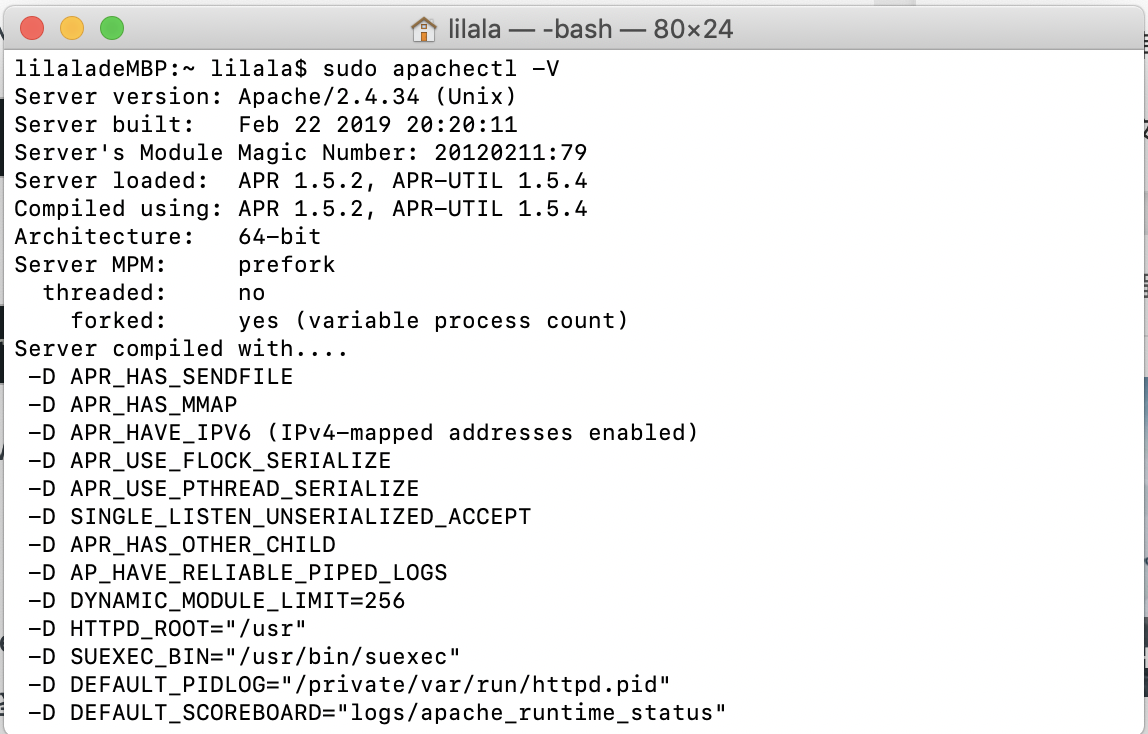 lilala — -bash — 80×24
lilaladeMBP:~ lilala$ sudo apachectl -V
Server version: Apache/2.4.34 (Unix)
Server built:   Feb 22 2019 20:20:11
Server's Module Magic Number: 20120211:79
Server loaded:  APR 1.5.2, APR-UTIL 1.5.4
Compiled using: APR 1.5.2, APR-UTIL 1.5.4
Architecture:   64-bit
Server MPM:     prefork
  threaded:     no
    forked:     yes (variable process count)
Server compiled with....
 -D APR_HAS_SENDFILE
 -D APR_HAS_MMAP
 -D APR_HAVE_IPV6 (IPv4-mapped addresses enabled)
 -D APR_USE_FLOCK_SERIALIZE
 -D APR_USE_PTHREAD_SERIALIZE
 -D SINGLE_LISTEN_UNSERIALIZED_ACCEPT
 -D APR_HAS_OTHER_CHILD
 -D AP_HAVE_RELIABLE_PIPED_LOGS
 -D DYNAMIC_MODULE_LIMIT=256
 -D HTTPD_ROOT="/usr"
 -D SUEXEC_BIN="/usr/bin/suexec"
 -D DEFAULT_PIDLOG="/private/var/run/httpd.pid"
 -D DEFAULT_SCOREBOARD="logs/apache_runtime_status"